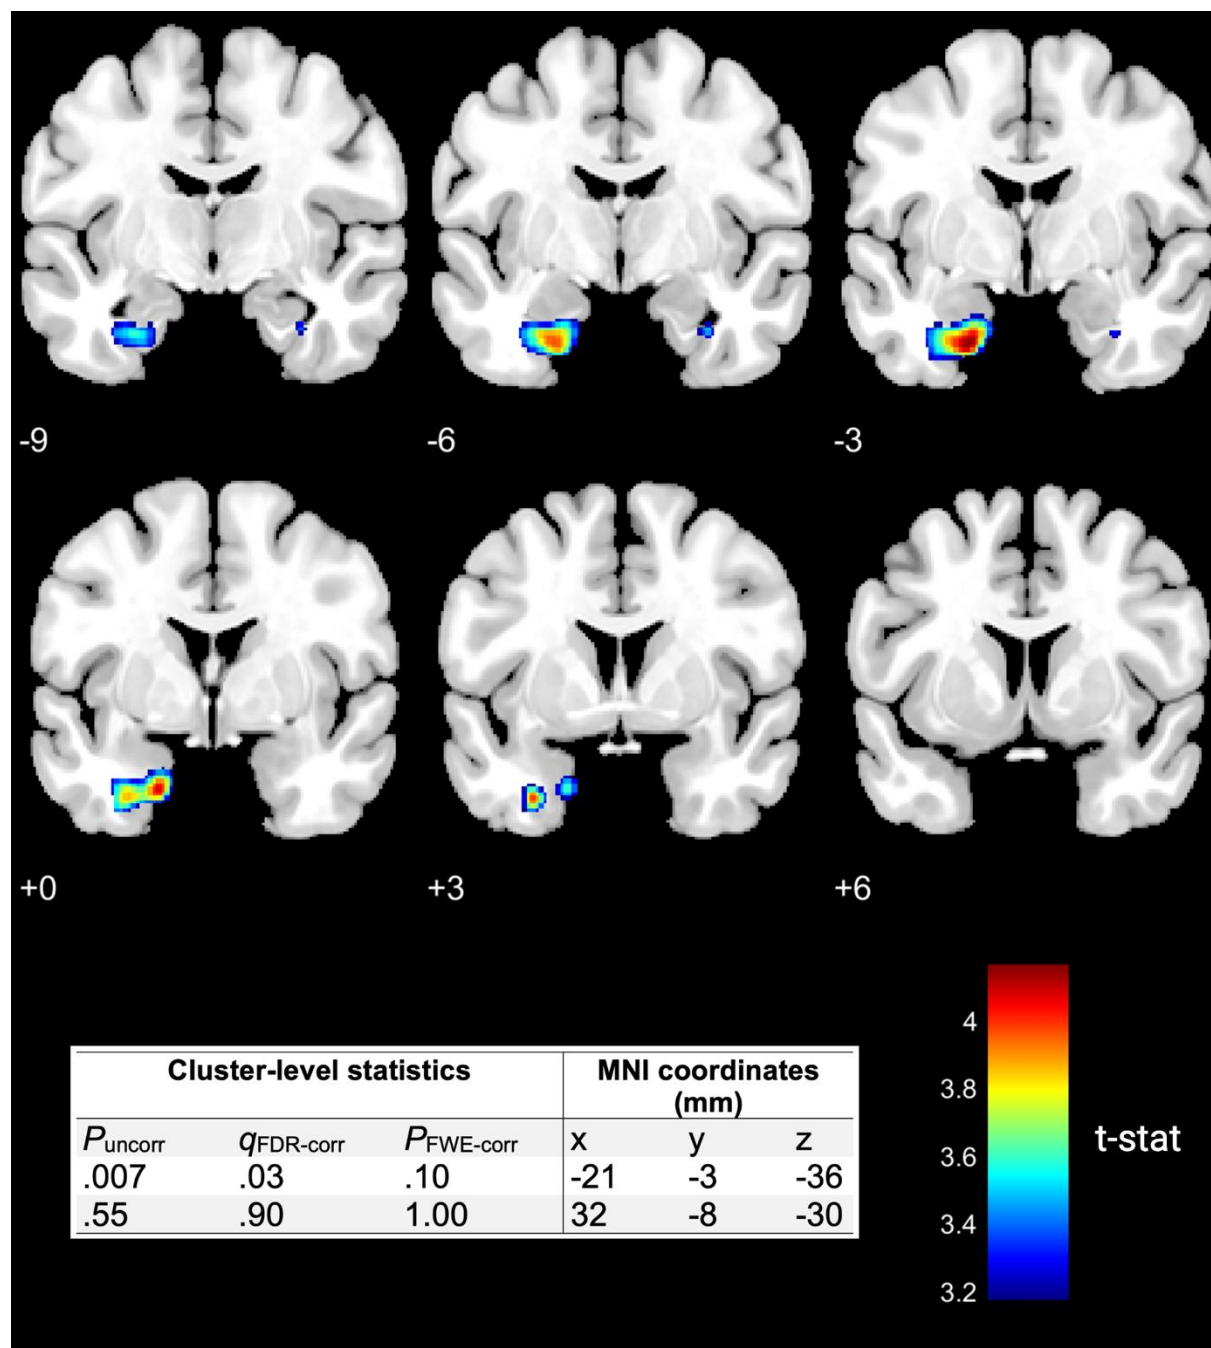 -9 -6 -3
+0 +3 +6
Cluster-level statistics MNI coordinates
(mm)
Puncorr qFDR-corr PFWE-corr x y z
.007 .03 .10 -21 -3 -36
.55 .90 1.00 32 -8 -30
4
3.8
3.6
3.4
3.2
t-stat